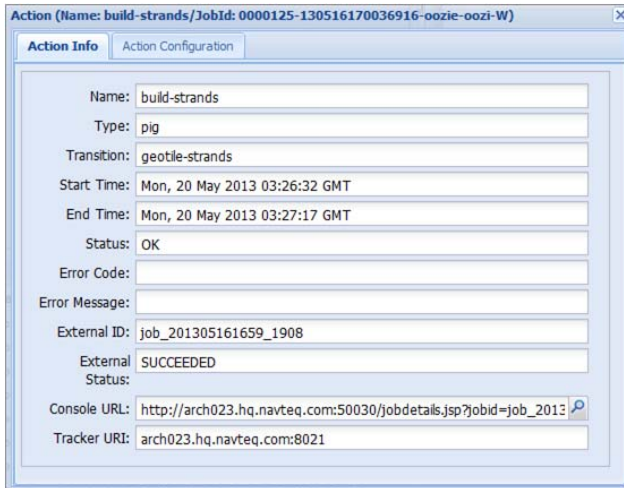 Action (Name: build-strands/JobId: 0000125-130516170036916-oozie-oozi-W)
Action Info
Action Configuration
Name: build-strands
Type: pig
Transition: geotile-strands
Start Time: Mon, 20 May 2013 03:26:32 GMT
End Time: Mon, 20 May 2013 03:27:17 GMT
Status: OK
Error Code:
Error Message:
External ID: job_201305161659_1908
External Status: SUCCEEDED
Console URL: http://arch023.hq.navteq.com:50030/jobdetails.jsp?jobid=job_2013
Tracker URI: arch023.hq.navteq.com:8021